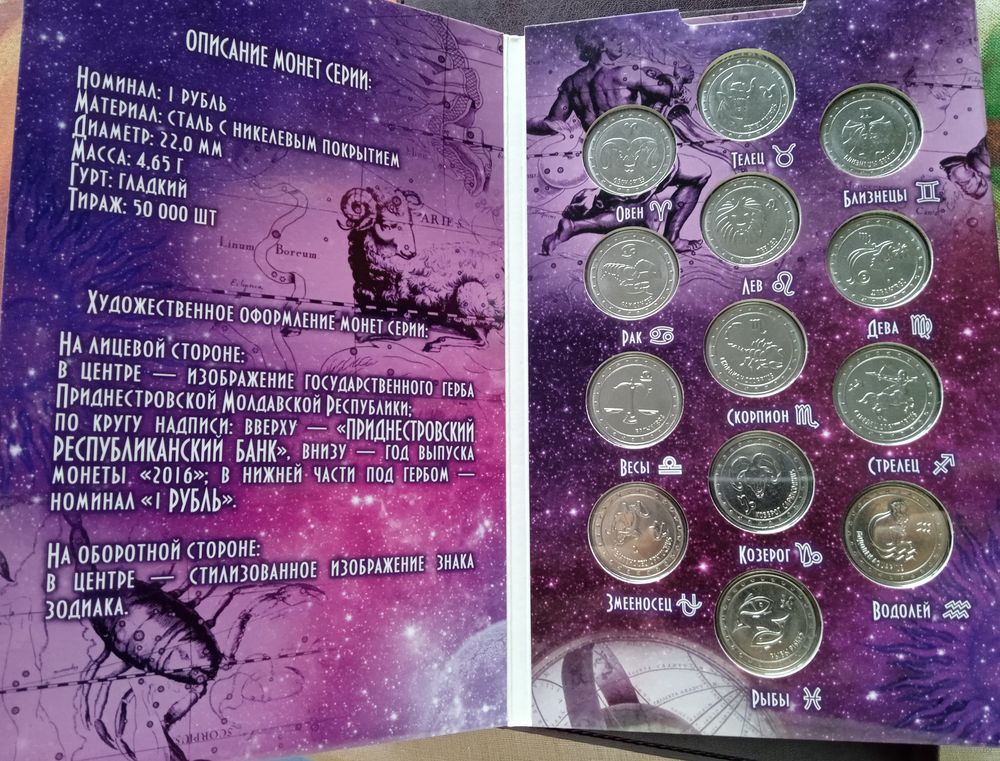 ОПИСАНИЕ МОНЕТ СЕРИИ:
НОМИНАЛ: 1 РУБЛЬ
МАТЕРИАЛ: СТАЛЬ С НИКЕЛЕВЫМ ПОКРЫТИЕМ
ДИАМЕТР: 22,0 ММ
МАССА: 4,65 Г
ГУРТ: ГЛАДКИЙ
ТИРАЖ: 50 000 ШТ
ARIES
Linum Boreum
ХУДОЖЕСТВЕННОЕ ОФОРМЛЕНИЕ МОНЕТ СЕРИИ:
НА ЛИЦЕВОЙ СТОРОНЕ:
В ЦЕНТРЕ — ИЗОБРАЖЕНИЕ ГОСУДАРСТВЕННОГО ГЕРБА
ПРИДНЕСТРОВСКОЙ МОЛДАВСКОЙ РЕСПУБЛИКИ;
ПО КРУГУ НАДПИСИ: ВВЕРХУ — «ПРИДНЕСТРОВСКИЙ
РЕСПУБЛИКАНСКИЙ БАНК», ВНИЗУ — ГОД ВЫПУСКА
МОНЕТЫ «2016»; В НИЖНЕЙ ЧАСТИ ПОД ГЕРБОМ —
НОМИНАЛ «1 РУБЛЬ».
НА ОБОРОТНОЙ СТОРОНЕ:
В ЦЕНТРЕ — СТИЛИЗОВАННОЕ ИЗОБРАЖЕНИЕ ЗНАКА
ЗОДИАКА.
SCORPIUS
ТЕЛЕЦ ♉
БЛИЗНЕЦЫ ♊
ОВЕН ♈
ЛЕВ ♌
РАК ♋
ДЕВА ♍
СКОРПИОН ♏
ВЕСЫ ♎
СТРЕЛЕЦ ♐
КОЗЕРОГ CAPRICORNUS
КОЗЕРОГ ♑
ЗМЕЕНОСЕЦ ⛎
ВОДОЛЕЙ ♒
РЫБЫ ♓